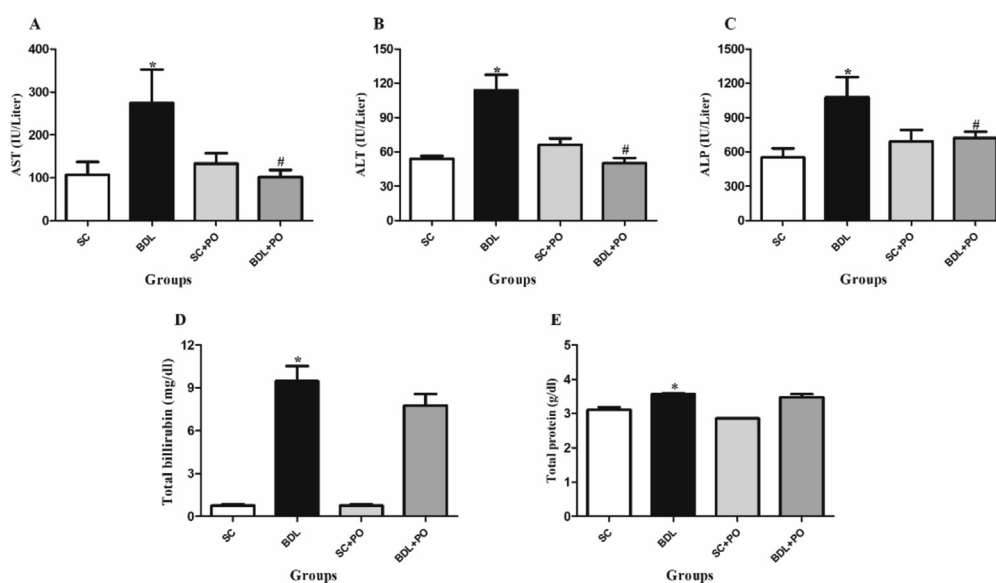 A
AST (IU/Liter)
400
300
200
100
0
*
#
SC
BDL
SC+PO
BDL+PO
Groups
B
ALT (IU/Liter)
150
120
90
60
30
0
*
#
SC
BDL
SC+PO
BDL+PO
Groups
C
ALP (IU/Liter)
1500
1200
900
600
300
0
*
#
SC
BDL
SC+PO
BDL+PO
Groups
D
Total billirubin (mg/dl)
12
9
6
3
0
*
SC
BDL
SC+PO
BDL+PO
Groups
E
Total protein (g/dl)
5
4
3
2
1
0
*
SC
BDL
SC+PO
BDL+PO
Groups